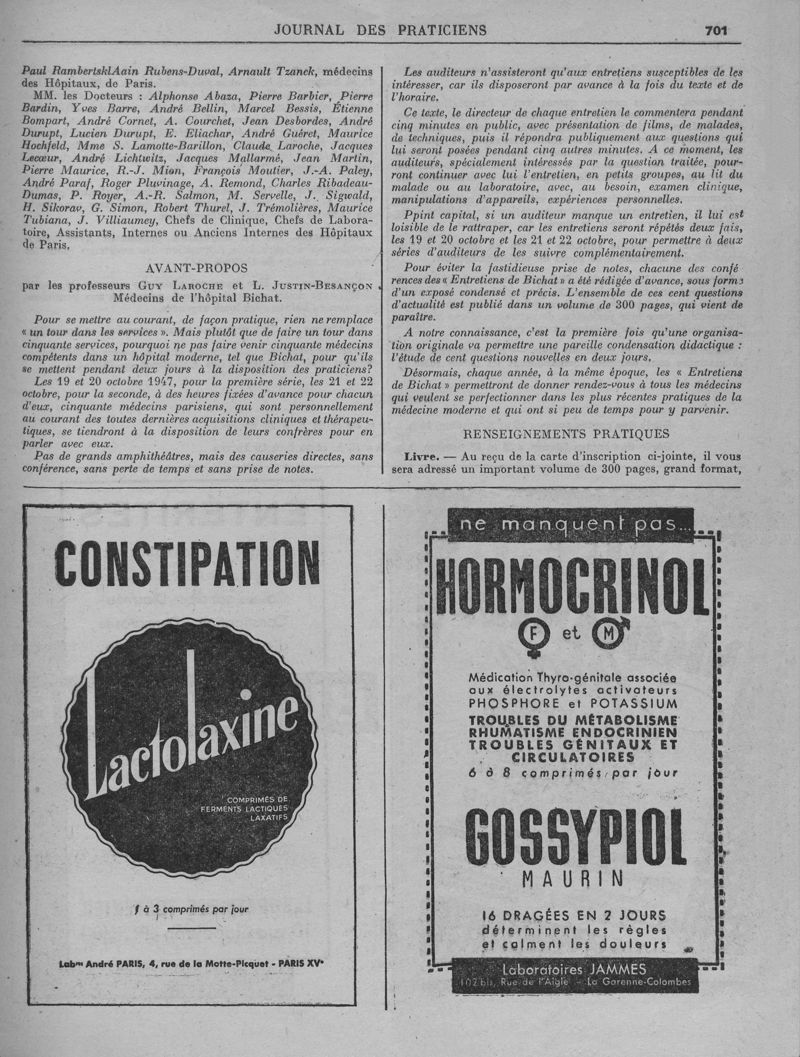 JOURNAL DES PRATICIENS
701
Paul RambertsklAain Rubens-Duval, Arnault Tzanck, médecins
des Hôpitaux, de Paris.
MM. les Docteurs : Alphonse Abaza, Pierre Barbier, Pierre
Bardin, Yves Barre, André Bellin, Marcel Bessis, Étienne
Bompart, André Cornet, A. Courchet, Jean Desbordes, André
Durupt, Lucien Durupt, E. Eliachar, André Guéret, Maurice
Hochfeld, Mme S. Lamotte-Barillon, Claude Laroche, Jacques
Lecœur, André Lichtwitz, Jacques Mallarmé, Jean Martin,
Pierre Maurice, R.-J. Mion, François Moutier, J.-A. Paley,
André Paraf, Roger Pluvinage, A. Remond, Charles Ribadeau-
Dumas, P. Royer, A.-R. Salmon, M. Servelle, J. Sigwald,
H. Sikorav, G. Simon, Robert Thurel, J. Trémolières, Maurice
Tubiana, J. Villiaumey, Chefs de Clinique, Chefs de Labora-
toire, Assistants, Internes ou Anciens Internes des Hôpitaux
de Paris.
AVANT-PROPOS
par les professeurs GUY LAROCHE et L. JUSTIN-BESANÇON
Médecins de l'hôpital Bichat.
Pour se mettre au courant, de façon pratique, rien ne remplace
« un tour dans les services ». Mais plutôt que de faire un tour dans
cinquante services, pourquoi ne pas faire venir cinquante médecins
compétents dans un hôpital moderne, tel que Bichat, pour qu'ils
se mettent pendant deux jours à la disposition des praticiens?
Les 19 et 20 octobre 1947, pour la première série, les 21 et 22
octobre, pour la seconde, à des heures fixées d'avance pour chacun
d'eux, cinquante médecins parisiens, qui sont personnellement
au courant des toutes dernières acquisitions cliniques et thérapeu-
tiques, se tiendront à la disposition de leurs confrères pour en
parler avec eux.
Pas de grands amphithéâtres, mais des causeries directes, sans
conférence, sans perte de temps et sans prise de notes.
Les auditeurs n'assisteront qu'aux entretiens susceptibles de les
intéresser, car ils disposeront par avance à la fois du texte et de
l'horaire.
Ce texte, le directeur de chaque entretien le commentera pendant
cinq minutes en public, avec présentation de films, de malades,
de techniques, puis il répondra publiquement aux questions qui
lui seront posées pendant cinq autres minutes. A ce moment, les
auditeurs, spécialement intéressés par la question traitée, pour-
ront continuer avec lui l'entretien, en petits groupes, au lit du
malade ou au laboratoire, avec, au besoin, examen clinique,
manipulations d'appareils, expériences personnelles.
Ppint capital, si un auditeur manque un entretien, il lui est
loisible de le rattraper, car les entretiens seront répétés deux fois,
les 19 et 20 octobre et les 21 et 22 octobre, pour permettre à deux
séries d'auditeurs de les suivre complémentairement.
Pour éviter la fastidieuse prise de notes, chacune des confé
rences des « Entretiens de Bichat » a été rédigée d'avance, sous forme
d'un exposé condensé et précis. L'ensemble de ces cent questions
d'actualité est publié dans un volume de 300 pages, qui vient de
paraître.
A notre connaissance, c'est la première fois qu'une organisa-
tion originale va permettre une pareille condensation didactique :
l'étude de cent questions nouvelles en deux jours.
Désormais, chaque année, à la même époque, les « Entretiens
de Bichat » permettront de donner rendez-vous à tous les médecins
qui veulent se perfectionner dans les plus récentes pratiques de la
médecine moderne et qui ont si peu de temps pour y parvenir.
RENSEIGNEMENTS PRATIQUES
Livre. — Au reçu de la carte d'inscription ci-jointe, il vous
sera adressé un important volume de 300 pages, grand format,
CONSTIPATION
Lactolaxine
COMPRIMÉS DE
FERMENTS LACTIQUES
LAXATIFS
1 à 3 comprimés par jour
Labres André PARIS, 4, rue de la Motte-Picquet - PARIS XVe
ne manquent pas...
HORMOCRINOL
F et M
Médication Thyro-génitale associée
aux électrolytes activateurs
PHOSPHORE et POTASSIUM
TROUBLES DU MÉTABOLISME
RHUMATISME ENDOCRINIEN
TROUBLES GÉNITAUX ET
CIRCULATOIRES
6 à 8 comprimés par jour
GOSSYPIOL
MAURIN
16 DRAGÉES EN 2 JOURS
déterminent les règles
et calment les douleurs
Laboratoires JAMMES
102 bis, Rue de l'Aigle - La Garenne-Colombes